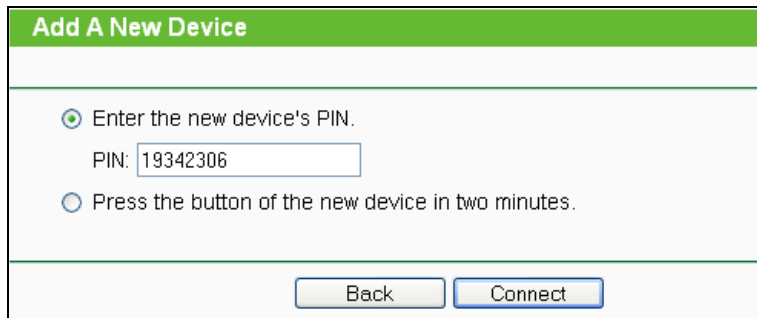 Add A New Device
Enter the new device's PIN.
PIN: 19342306
Press the button of the new device in two minutes.
Back Connect